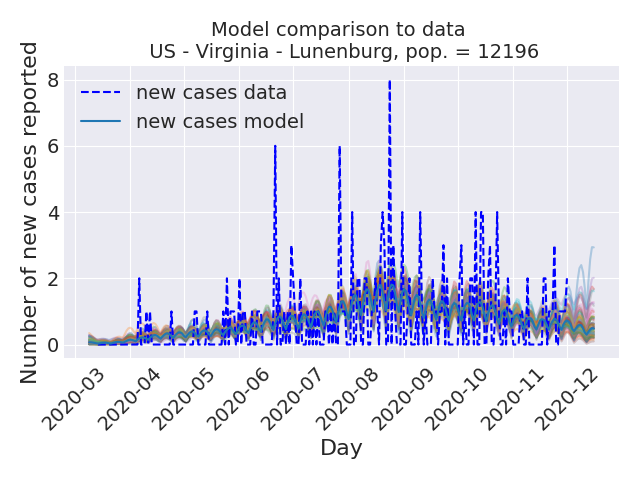 Model comparison to data
US - Virginia - Lunenburg, pop. = 12196
Number of new cases reported
8
6
4
2
0
new cases data
new cases model
2020-03
2020-04
2020-05
2020-06
2020-07
2020-08
2020-09
2020-10
2020-11
2020-12
Day